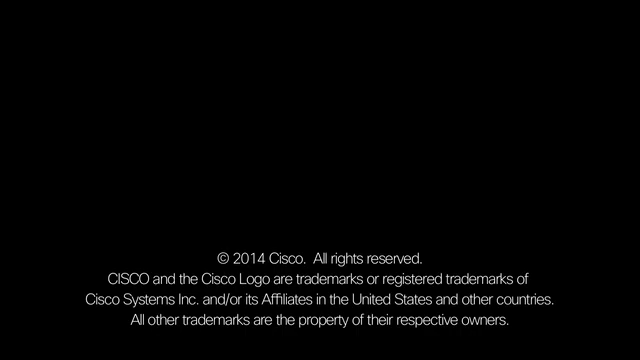 © 2014 Cisco.  All rights reserved.
CISCO and the Cisco Logo are trademarks or registered trademarks of
Cisco Systems Inc. and/or its Affiliates in the United States and other countries.
All other trademarks are the property of their respective owners.